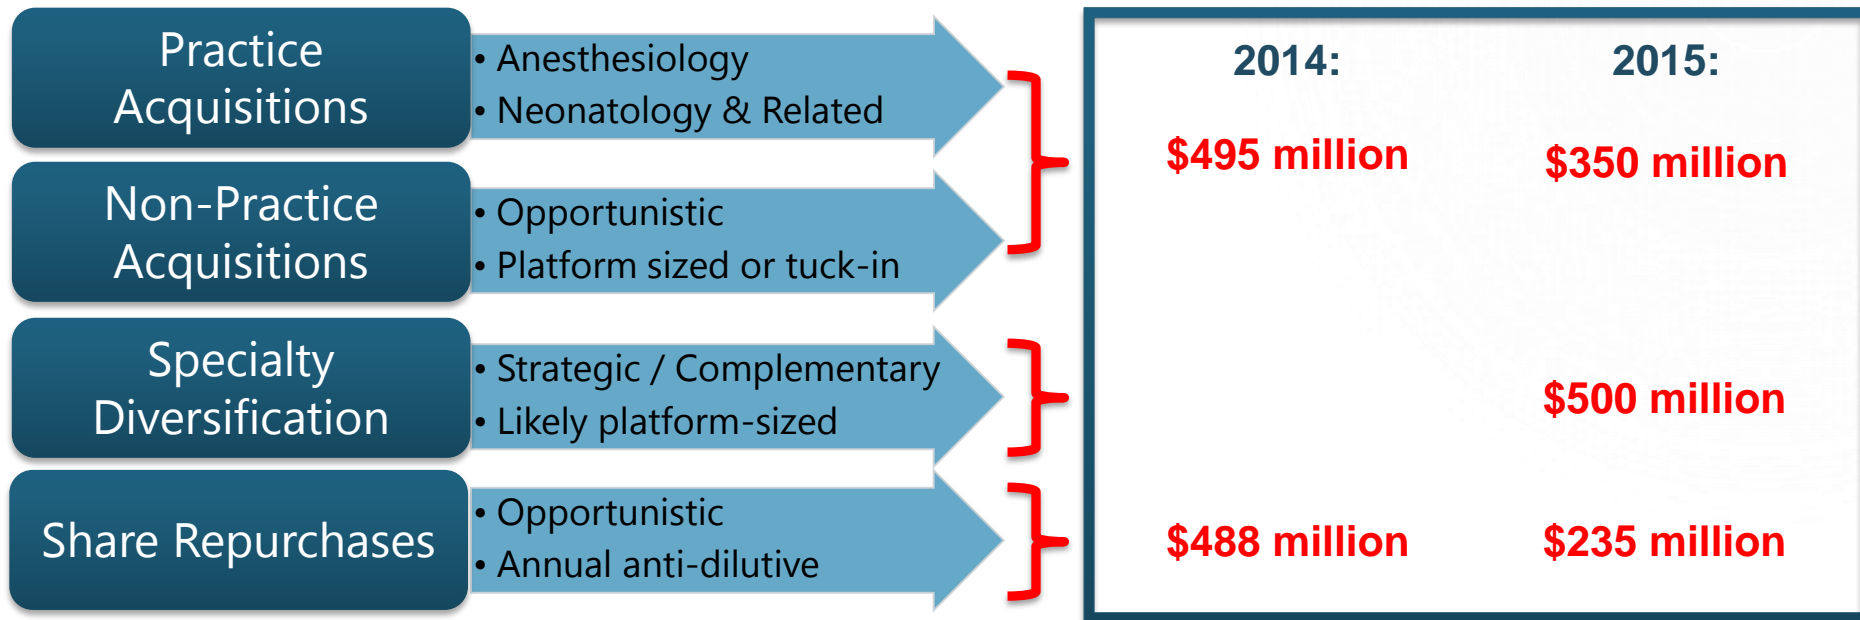 Practice
Acquisitions
• Anesthesiology
• Neonatology & Related
Non-Practice
Acquisitions
• Opportunistic
• Platform sized or tuck-in
Specialty
Diversification
• Strategic / Complementary
• Likely platform-sized
Share Repurchases
• Opportunistic
• Annual anti-dilutive
2014:
2015:
$495 million
$350 million
$500 million
$488 million
$235 million